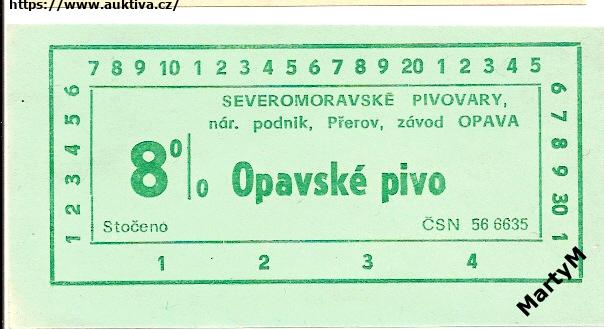 https://www.auktiva.cz/
7 8 9 10 1 2 3 4 5 6 7 8 9 20 1 2 3 4 5
6 7 8 9 30 1
1 2 3 4 5 6
SEVEROMORAVSKÉ PIVOVARY,
nár. podnik, Přerov, závod OPAVA
8% Opavské pivo
Stočeno ČSN 56 6635
1 2 3 4
MartyM